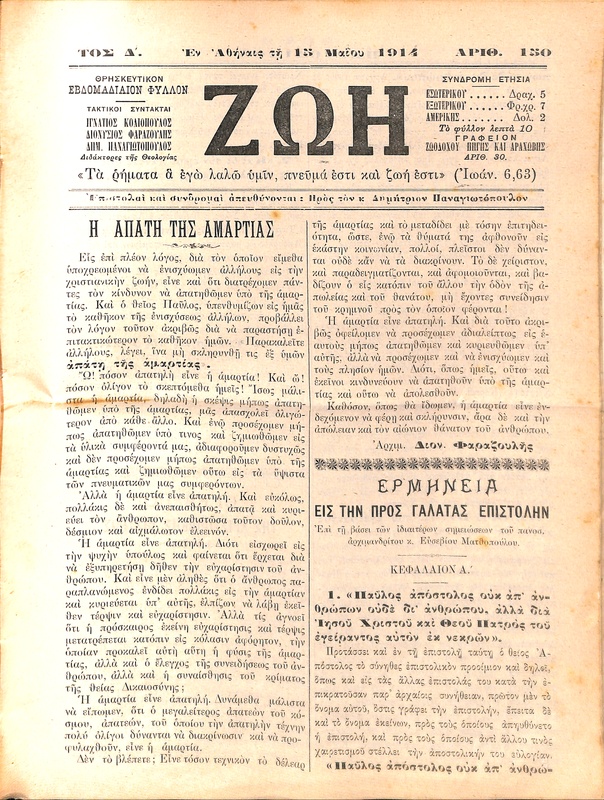 ΤΟΣ Δ΄. Ἐν Ἀθήναις τῇ 15 Μαΐου 1914 ΑΡΙΘ. 150
ΘΡΗΣΚΕΥΤΙΚΟΝ
ΕΒΔΟΜΑΔΙΑΙΟΝ ΦΥΛΛΟΝ
ΤΑΚΤΙΚΟΙ ΣΥΝΤΑΚΤΑΙ
ΙΓΝΑΤΙΟΣ ΚΟΛΙΟΠΟΥΛΟΣ
ΔΙΟΝΥΣΙΟΣ ΦΑΡΑΖΟΥΛΗΣ
ΔΗΜ. ΠΑΝΑΓΙΩΤΟΠΟΥΛΟΣ
Διδάκτορες τῆς Θεολογίας
ΖΩΗ
ΣΥΝΔΡΟΜΗ ΕΤΗΣΙΑ
ΕΣΩΤΕΡΙΚΟΥ...... Δραχ. 5
ΕΞΩΤΕΡΙΚΟΥ...... Φρ.χρ. 7
ΑΜΕΡΙΚΗΣ........ Δολ. 2
Τὸ φύλλον λεπτὰ 10
ΓΡΑΦΕΙΟΝ
ΖΩΟΔΟΧΟΥ ΠΗΓΗΣ ΚΑΙ ΑΡΑΧΩΒΗΣ
ΑΡΙΘ. 30.
«Τὰ ῥήματα ἃ ἐγὼ λαλῶ ὑμῖν, πνεῦμά ἐστι καὶ ζωή ἐστι» (Ἰωάν. 6,63)
Ἐπιστολαὶ καὶ συνδρομαὶ ἀπευθύνονται: Πρὸς τὸν κ Δημήτριον Παναγιωτόπουλον
Η ΑΠΑΤΗ ΤΗΣ ΑΜΑΡΤΙΑΣ
Εἷς ἐπὶ πλέον λόγος, διὰ τὸν ὁποῖον εἴμεθα
ὑποχρεωμένοι νὰ ἐνισχύωμεν ἀλλήλους εἰς τὴν
χριστιανικὴν ζωήν, εἶνε καὶ ὅτι διατρέχομεν πάν-
τες τὸν κίνδυνον νὰ ἀπατηθῶμεν ὑπὸ τῆς ἁμαρ-
τίας. Καὶ ὁ θεῖος Παῦλος, ὑπενθυμίζων εἰς ἡμᾶς
τὸ καθῆκον τῆς ἐνισχύσεως ἀλλήλων, προβάλλει
τὸν λόγον τοῦτον ἀκριβῶς διὰ νὰ παραστήσῃ ἐ-
πιτακτικώτερον τὸ καθῆκον ἡμῶν. «Παρακαλεῖτε
ἀλλήλους, λέγει, ἵνα μὴ σκληρυνθῇ τις ἐξ ὑμῶν
ἀπάτῃ τῆς ἁμαρτίας».
Ὤ! πόσον ἀπατηλὴ εἶνε ἡ ἁμαρτία! Καὶ ὤ!
πόσον ὀλίγον τὸ σκεπτόμεθα ἡμεῖς! Ἴσως μάλι-
στα ἡ ἁμαρτία, δηλαδὴ ἡ σκέψις μήπως ἀπατη-
θῶμεν ὑπὸ τῆς ἁμαρτίας, μᾶς ἀπασχολεῖ ὀλιγώ-
τερον ἀπὸ κάθε ἄλλο. Καὶ ἐνῷ προσέχομεν μή-
πως ἀπατηθῶμεν ὑπό τινος καὶ ζημιωθῶμεν εἰς
τὰ ὑλικὰ συμφέροντά μας, ἀδιαφοροῦμεν δυστυχῶς
καὶ δὲν προσέχομεν μήπως ἀπατηθῶμεν ὑπὸ τῆς
ἁμαρτίας καὶ ζημιωθῶμεν οὕτω εἰς τὰ ὕψιστα
τῶν πνευματικῶν μας συμφερόντων.
Ἀλλὰ ἡ ἁμαρτία εἶνε ἀπατηλή. Καὶ εὐκόλως,
πολλάκις δὲ καὶ ἀνεπαισθήτως, ἀπατᾷ καὶ κυρι-
εύει τὸν ἄνθρωπον, καθιστῶσα τοῦτον δοῦλον,
δέσμιον καὶ αἰχμάλωτον ἐλεεινόν.
Ἡ ἁμαρτία εἶνε ἀπατηλή. Διότι εἰσχωρεῖ εἰς
τὴν ψυχὴν ὑπούλως καὶ φαίνεται ὅτι ἔρχεται διὰ
νὰ ἐξυπηρετήσῃ δῆθεν τὴν εὐχαρίστησιν τοῦ ἀν-
θρώπου. Καὶ εἶνε μὲν ἀληθὲς ὅτι ὁ ἄνθρωπος πα-
ραπλανώμενος ἐνδίδει πολλάκις εἰς τὴν ἁμαρτίαν
καὶ κυριεύεται ὑπ' αὐτῆς, ἐλπίζων νὰ λάβῃ ἐκεῖ-
θεν τέρψιν καὶ εὐχαρίστησιν. Ἀλλὰ τίς ἀγνοεῖ
ὅτι ἡ πρόσκαιρος ἐκείνη εὐχαρίστησις καὶ τέρψις
μετατρέπεται κατόπιν εἰς κόλασιν ἀφόρητον, τὴν
ὁποίαν προκαλεῖ αὐτὴ αὕτη ἡ φύσις τῆς ἁμαρ-
τίας, ἀλλὰ καὶ ὁ ἔλεγχος τῆς συνειδήσεως τοῦ ἀν-
θρώπου, ἀλλὰ καὶ ἡ συναίσθησις τοῦ κρίματος
τῆς θείας Δικαιοσύνης;
Ἡ ἁμαρτία εἶνε ἀπατηλή. Δυνάμεθα μάλιστα
νὰ εἴπωμεν, ὅτι ὁ μεγαλείτερος ἀπατεὼν τοῦ κό-
σμου, ἀπατεών, τοῦ ὁποίου τὴν ἀπατηλὴν τέχνην
πολὺ ὀλίγοι δύνανται νὰ διακρίνωσιν καὶ νὰ προ-
φυλαχθοῦν, εἶνε ἡ ἁμαρτία.
Δὲν τὸ βλέπετε; Εἶνε τόσον τεχνικὸν τὸ δέλεαρ
τῆς ἁμαρτίας καὶ τὸ μεταδίδει μὲ τόσην ἐπιτηδει-
ότητα, ὥστε, ἐνῷ τὰ θύματά της ἀφθονοῦν εἰς
ἑκάστην κοινωνίαν, πολλοί, πλεῖστοι δὲν δύναν-
ται οὐδὲ κἂν νὰ τὰ διακρίνουν. Τὸ δὲ χείριστον,
καὶ παραδειγματίζονται, καὶ ἀφομοιοῦνται, καὶ βα-
δίζουν ὁ εἷς κατόπιν τοῦ ἄλλου τὴν ὁδὸν τῆς ἀ-
πωλείας καὶ τοῦ θανάτου, μὴ ἔχοντες συνείδησιν
τοῦ κρημνοῦ πρὸς τὸν ὁποῖον φέρονται!
Ἡ ἁμαρτία εἶνε ἀπατηλή. Καὶ διὰ τοῦτο ἀκρι-
βῶς ὀφείλομεν νὰ προσέχωμεν ἀδιαλείπτως εἰς ἑ-
αυτοὺς μήπως ἀπατηθῶμεν καὶ κυριευθῶμεν ὑπ'
αὐτῆς, ἀλλὰ νὰ προσέχωμεν καὶ νὰ ἐνισχύωμεν καὶ
τοὺς πλησίον ἡμῶν. Διότι, ὅπως ἡμεῖς, οὕτω καὶ
ἐκεῖνοι κινδυνεύουν νὰ ἀπατηθοῦν ὑπὸ τῆς ἁμαρ-
τίας καὶ οὕτω νὰ ἀπολεσθοῦν.
Καθόσον, ὅπως θὰ ἴδωμεν, ἡ ἁμαρτία εἶνε ἐν-
δεχόμενον νὰ φέρῃ καὶ σκλήρυνσιν, ἄρα δὲ καὶ τὴν
ἀπώλειαν καὶ τὸν αἰώνιον θάνατον τοῦ ἀνθρώπου.
Ἀρχιμ. Διον. Φαραζουλῆς
ΕΡΜΗΝΕΙΑ
ΕΙΣ ΤΗΝ ΠΡΟΣ ΓΑΛΑΤΑΣ ΕΠΙΣΤΟΛΗΝ
Ἐπὶ τῇ βάσει τῶν ἰδιαιτέρων σημειώσεων τοῦ πανοσ.
ἀρχιμανδρίτου κ. Εὐσεβίου Ματθοπούλου.
ΚΕΦΑΛΑΙΟΝ Α.΄
1. «Παῦλος ἀπόστολος οὐκ ἀπ' ἀν-
θρώπων οὐδὲ δι' ἀνθρώπου, ἀλλὰ διὰ
Ἰησοῦ Χριστοῦ καὶ Θεοῦ Πατρὸς τοῦ
ἐγείραντος αὐτὸν ἐκ νεκρῶν».
Προτάσσει καὶ ἐν τῇ ἐπιστολῇ ταύτῃ ὁ θεῖος Ἀ-
πόστολος τὸ σύνηθες ἐπιστολικὸν προοίμιον καὶ δηλοῖ,
ὅπως καὶ εἰς τὰς ἄλλας ἐπιστολάς του κατὰ τὴν ἐ-
πικρατοῦσαν παρ' ἀρχαίοις συνήθειαν, πρῶτον μὲν τὸ
ὄνομα αὐτοῦ, ὅστις γράφει τὴν ἐπιστολήν, ἔπειτα δὲ
καὶ τὸ ὄνομα ἐκείνων, πρὸς τοὺς ὁποίους ἀπηυθύνετο
ἡ ἐπιστολή, καὶ πρὸς τοὺς ὁποίους ἀντὶ ἄλλου τινὸς
χαιρετισμοῦ στέλλει τὴν ἀποστολικήν του εὐλογίαν.
«Παῦλος ἀπόστολος οὐκ ἀπ' ἀνθρώ-